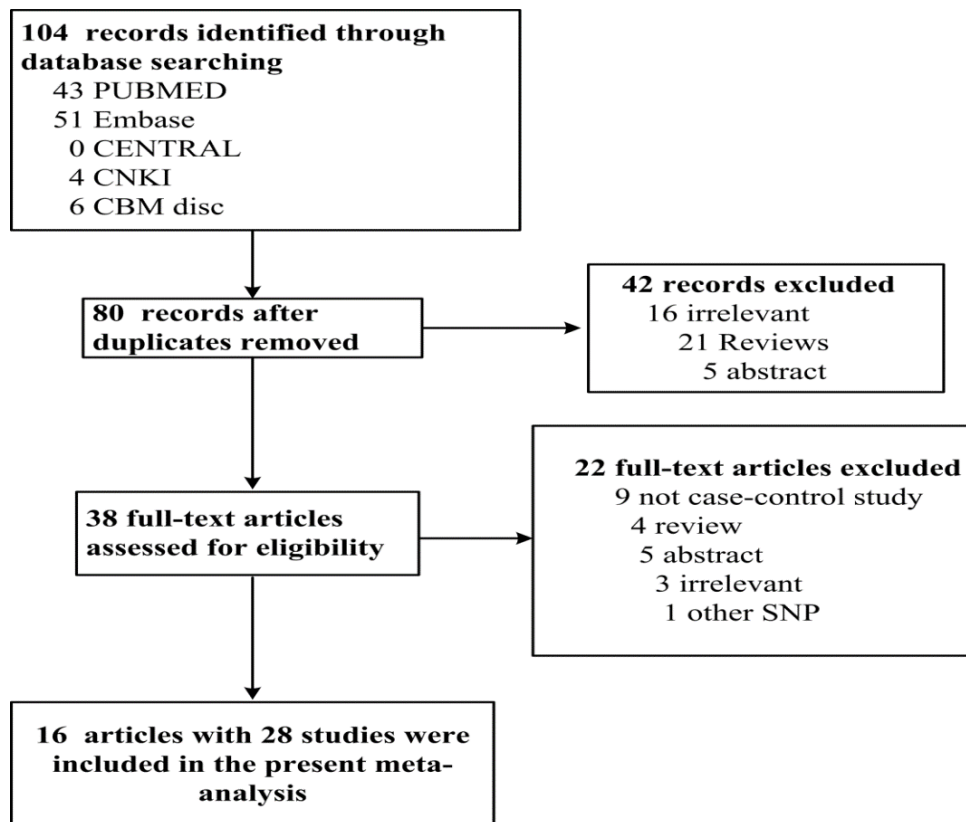 104 records identified through
database searching
43 PUBMED
51 Embase
0 CENTRAL
4 CNKI
6 CBM disc
80 records after
duplicates removed
42 records excluded
16 irrelevant
21 Reviews
5 abstract
38 full-text articles
assessed for eligibility
22 full-text articles excluded
9 not case-control study
4 review
5 abstract
3 irrelevant
1 other SNP
16 articles with 28 studies were
included in the present meta-
analysis